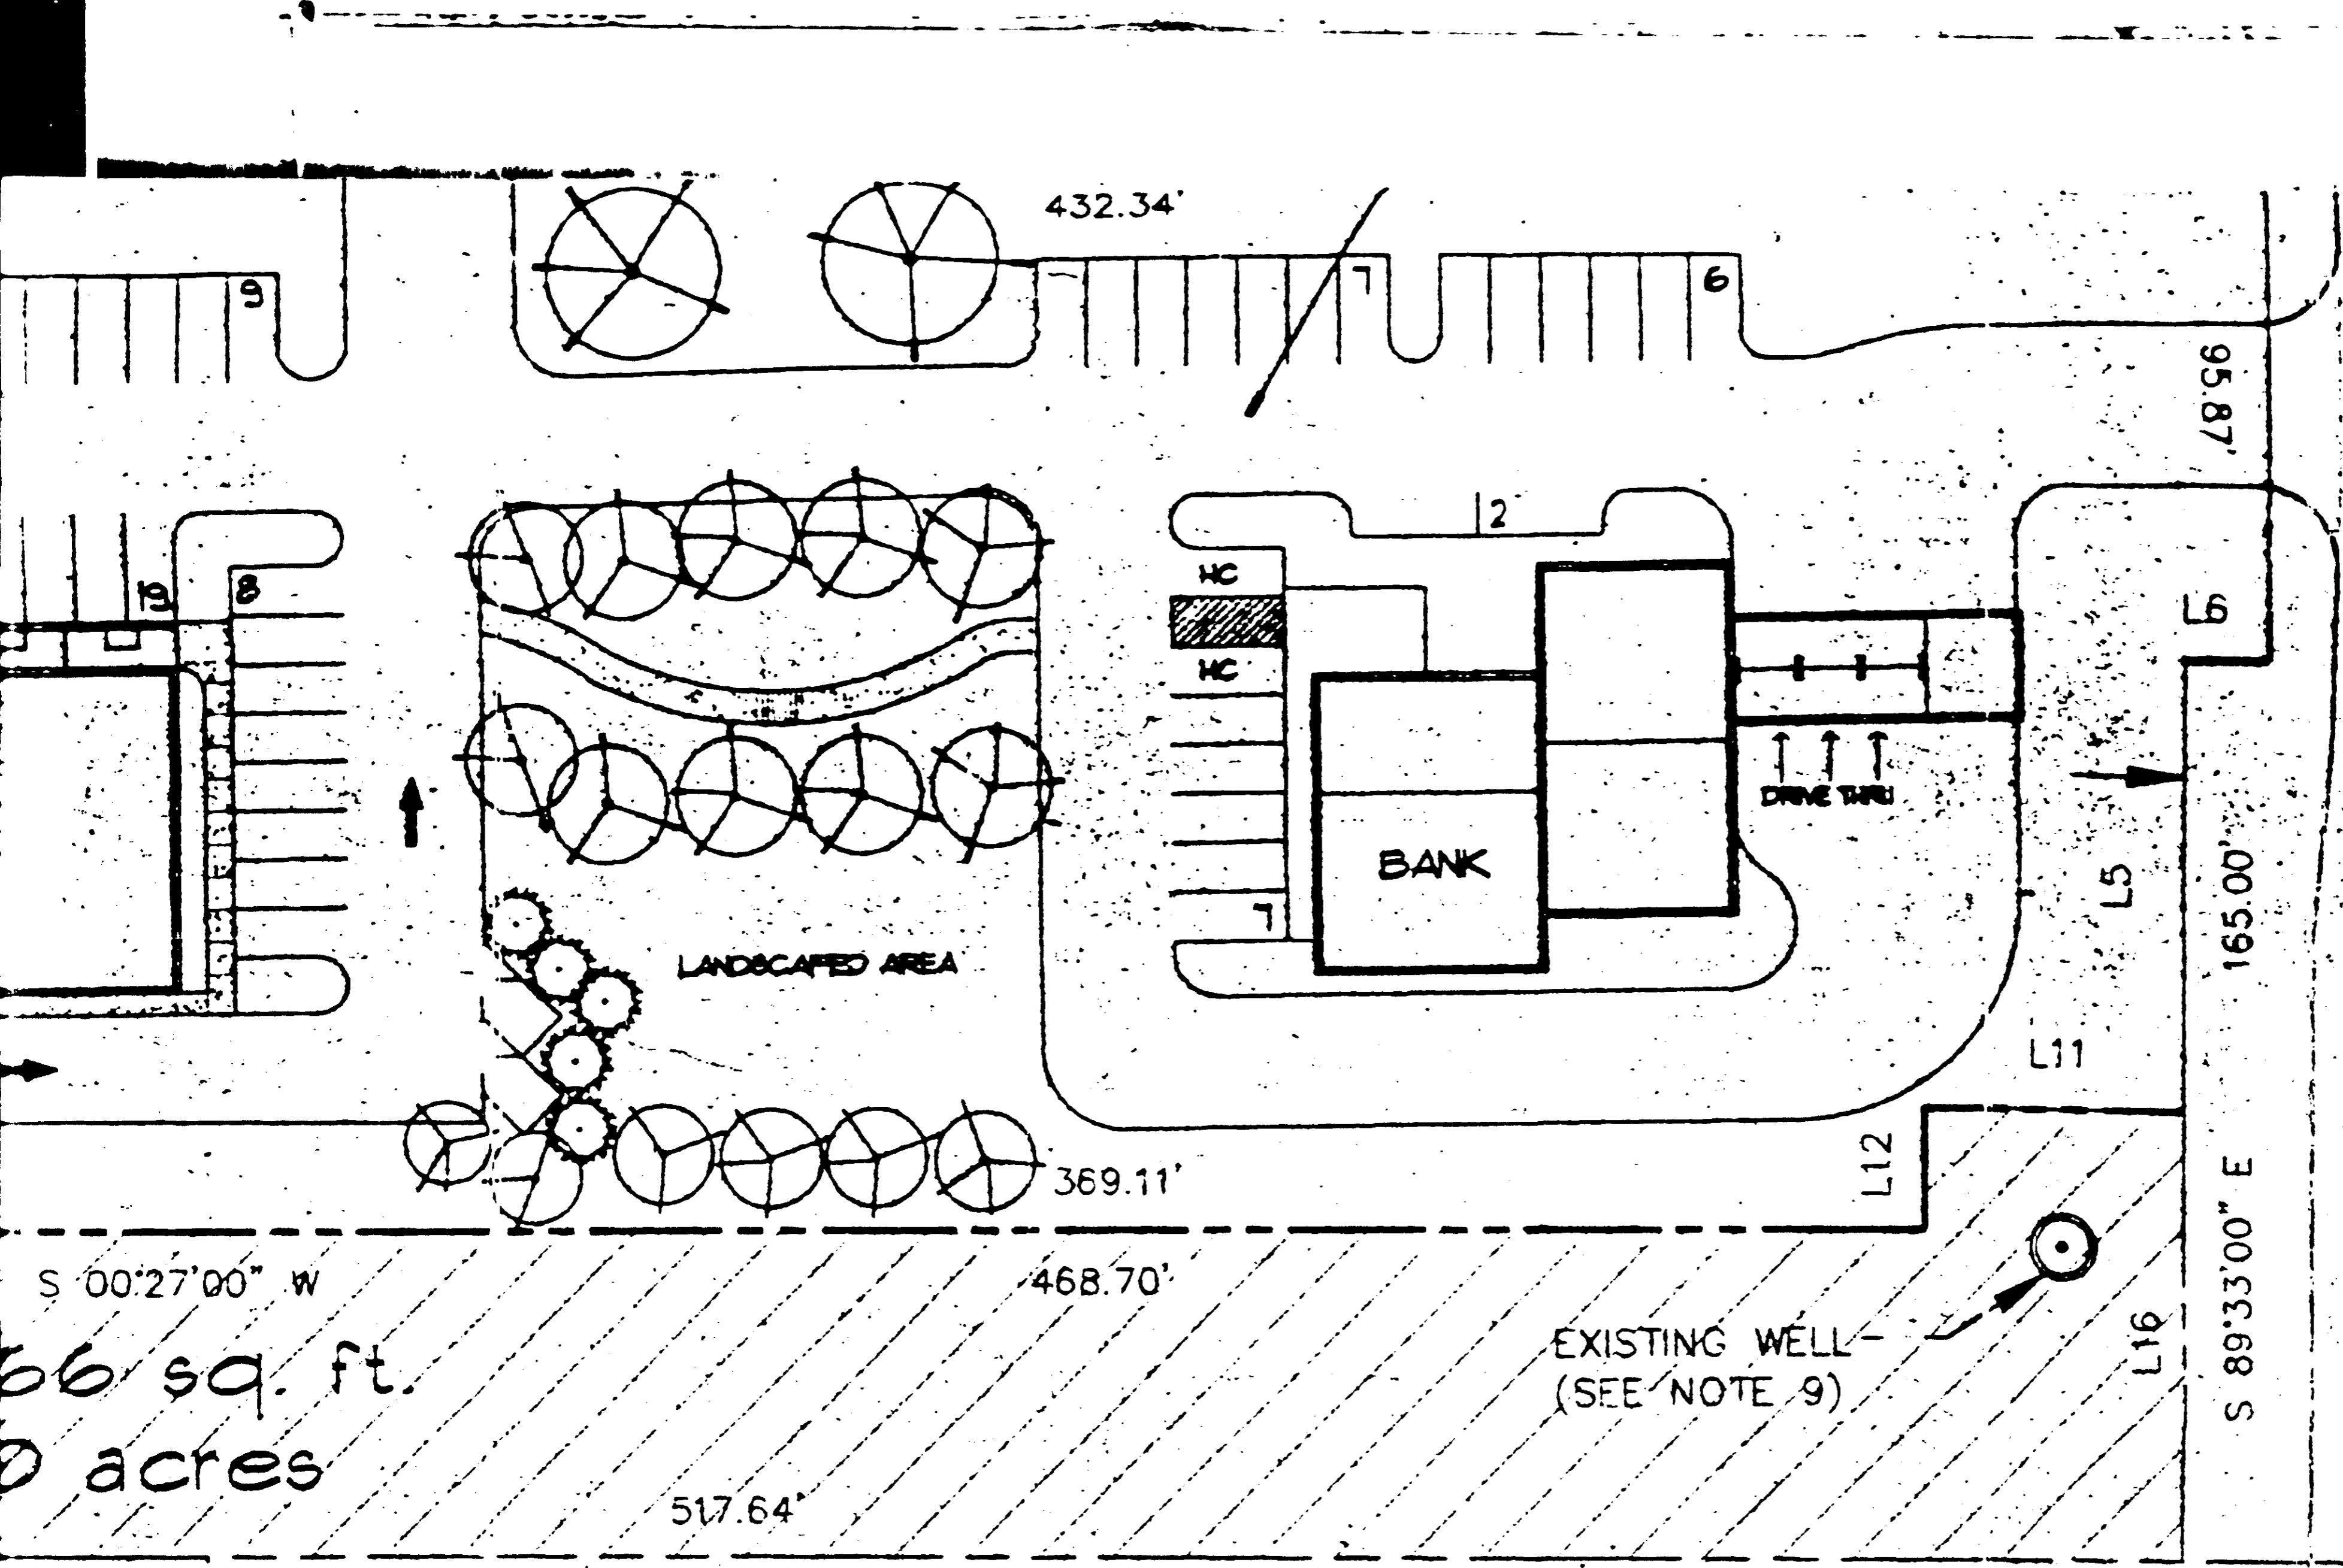 432.34'
9
7
6
95.87'
2
19
8
HC
HC
L6
DRIVE THRU
BANK
7
L5
165.00'
LANDSCAPED AREA
L11
L12
369.11'
S 00°27'00" W
468.70'
EXISTING WELL
(SEE NOTE 9)
L16
S 89°33'00" E
66 sq. ft.
0 acres
517.64'